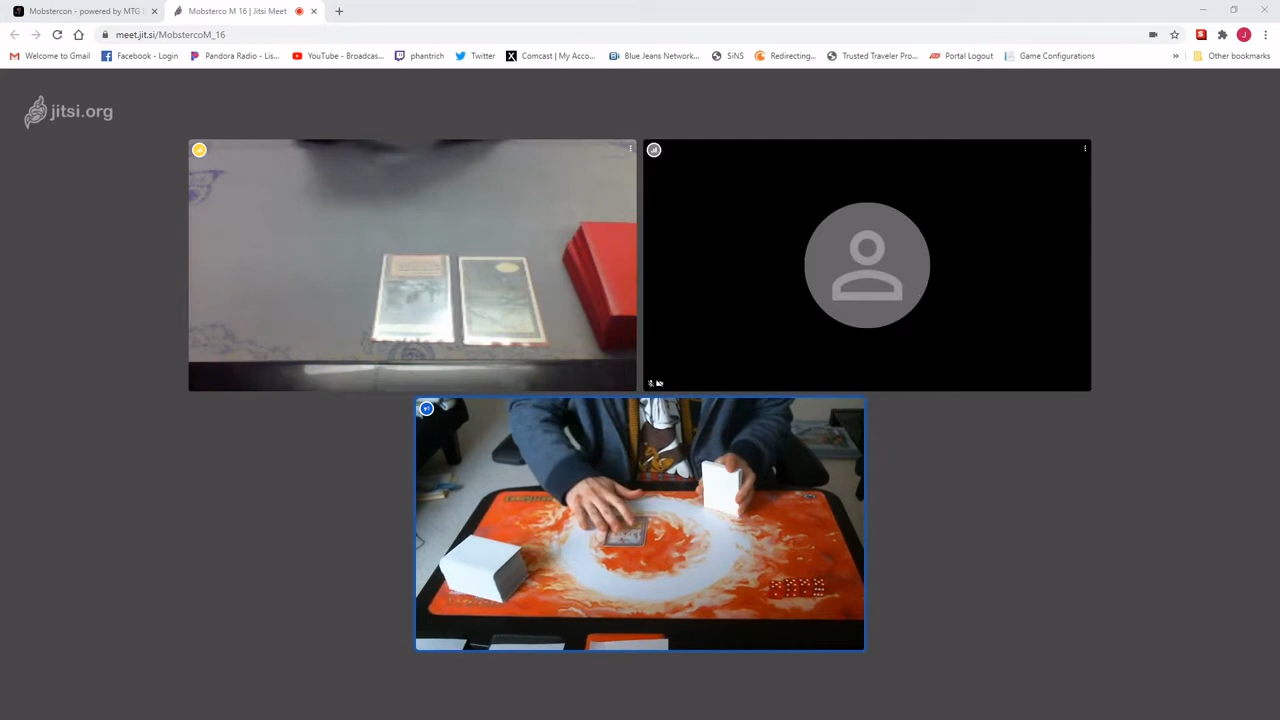 Mobstercon - powered by MTG
Mobsterco M 16 | Jitsi Meet
meet.jit.si/MobstercoM_16
Welcome to Gmail
Facebook - Login
Pandora Radio - Lis...
YouTube - Broadcas...
phantrich
Twitter
Comcast | My Acco...
Blue Jeans Network...
SiNS
Redirecting...
Trusted Traveler Pro...
Portal Logout
Game Configurations
»
Other bookmarks
J
jitsi.org